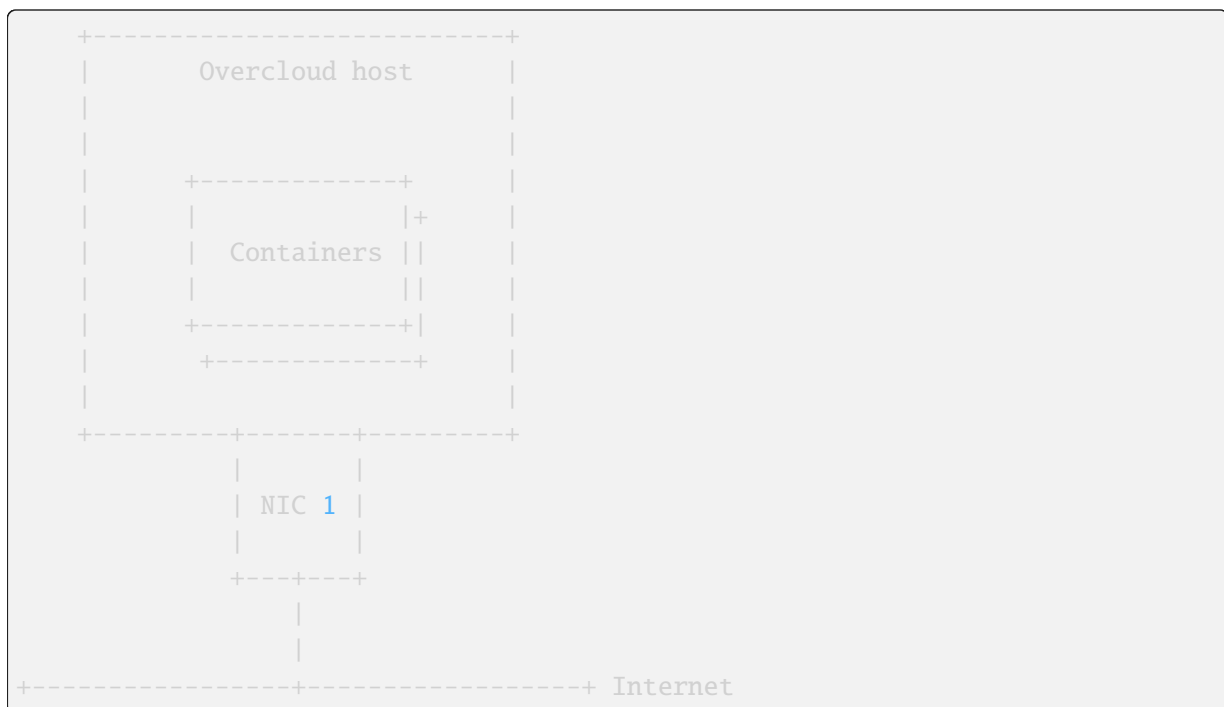 +----------------------------+
|       Overcloud host       |
|                            |
|                            |
|      +--------------+      |
|      |              |+     |
|      |  Containers  ||     |
|      |              ||     |
|      +--------------+|     |
|       +--------------+     |
|                            |
+---------+-------+----------+
          |       |
          | NIC 1 |
          |       |
          +---+---+
              |
              |
+------------------+-------------------+ Internet